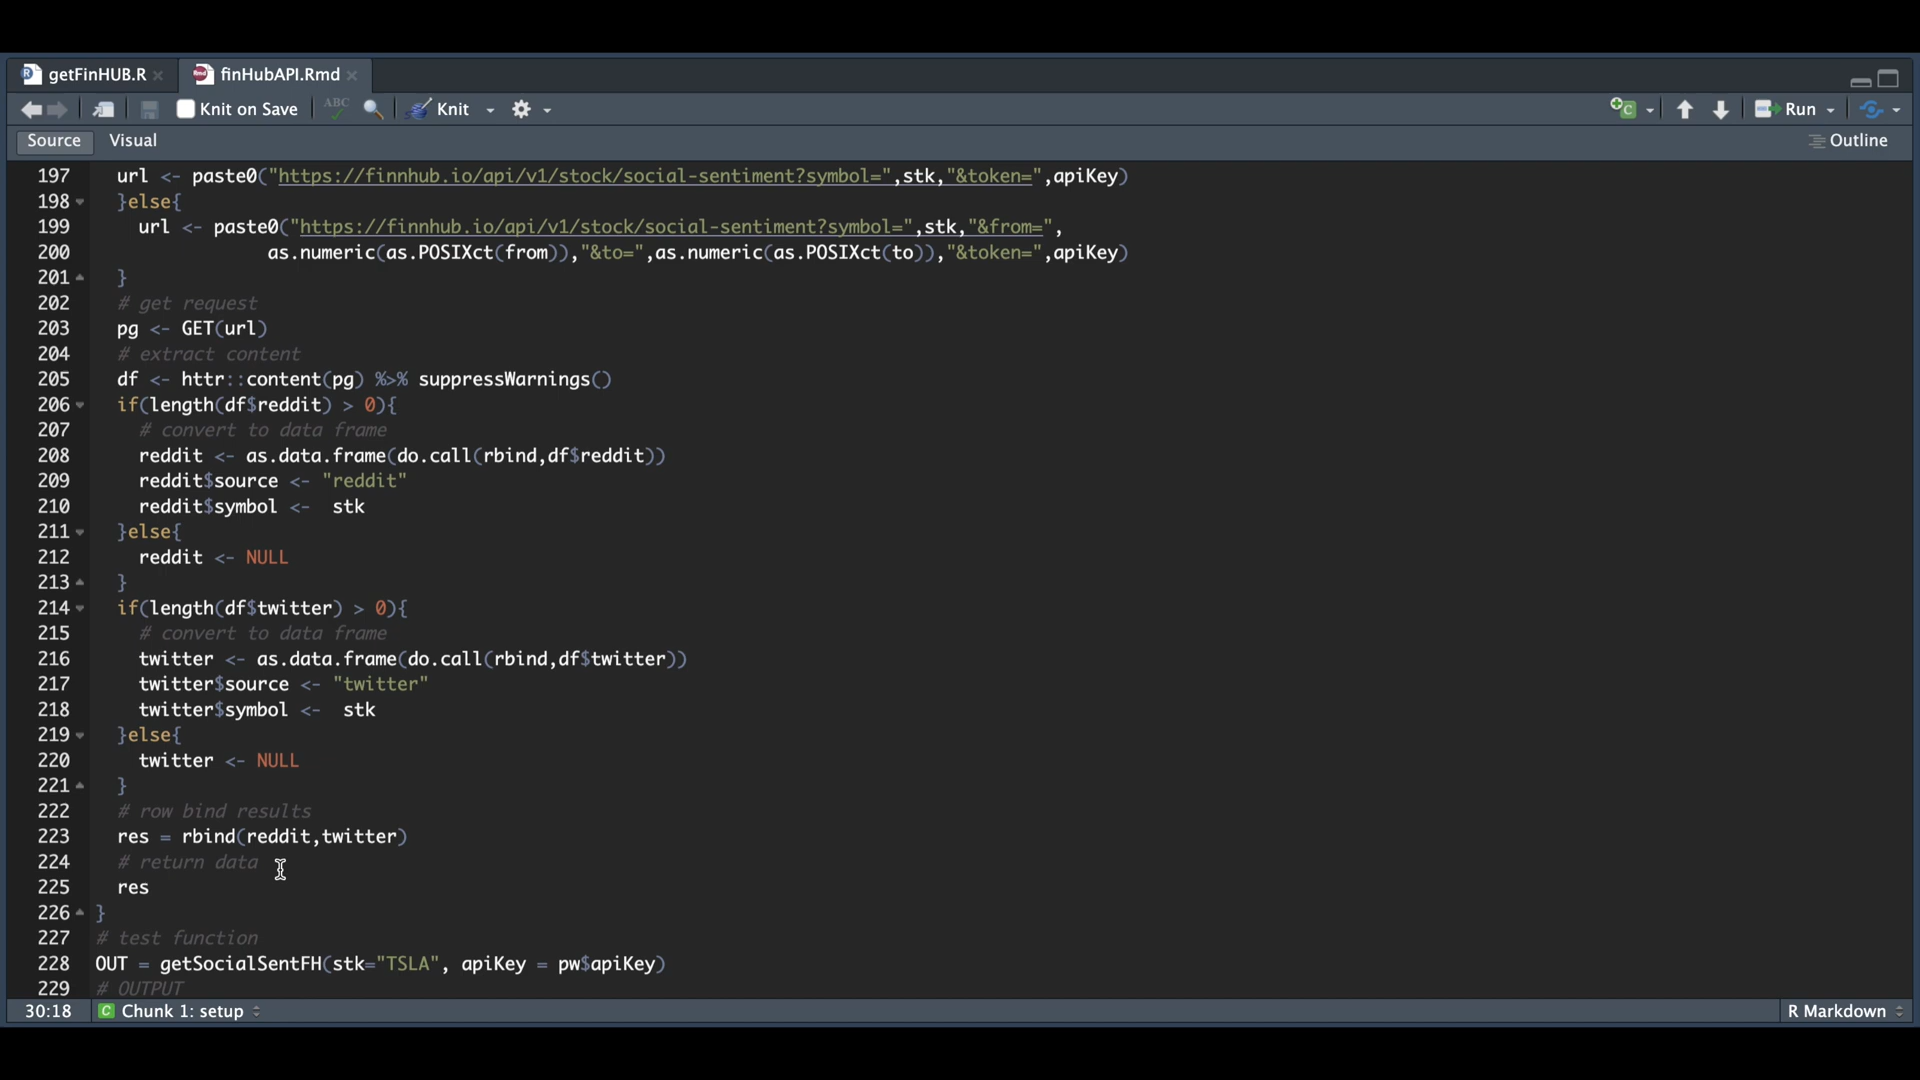 getFinHUB.R finHubAPI.Rmd
Knit on Save ABC Knit Run
Source Visual Outline
197 url <- paste0("https://finnhub.io/api/v1/stock/social-sentiment?symbol=",stk,"&token=",apiKey)
198 }else{
199 url <- paste0("https://finnhub.io/api/v1/stock/social-sentiment?symbol=",stk,"&from=",
200 as.numeric(as.POSIXct(from)),"&to=",as.numeric(as.POSIXct(to)),"&token=",apiKey)
201 }
202 # get request
203 pg <- GET(url)
204 # extract content
205 df <- httr::content(pg) %>% suppressWarnings()
206 if(length(df$reddit) > 0){
207 # convert to data frame
208 reddit <- as.data.frame(do.call(rbind,df$reddit))
209 reddit$source <- "reddit"
210 reddit$symbol <-  stk
211 }else{
212 reddit <- NULL
213 }
214 if(length(df$twitter) > 0){
215 # convert to data frame
216 twitter <- as.data.frame(do.call(rbind,df$twitter))
217 twitter$source <- "twitter"
218 twitter$symbol <-  stk
219 }else{
220 twitter <- NULL
221 }
222 # row bind results
223 res = rbind(reddit,twitter)
224 # return data
225 res
226 }
227 # test function
228 OUT = getSocialSentFH(stk="TSLA", apiKey = pw$apiKey)
229 # OUTPUT
30:18 C Chunk 1: setup R Markdown